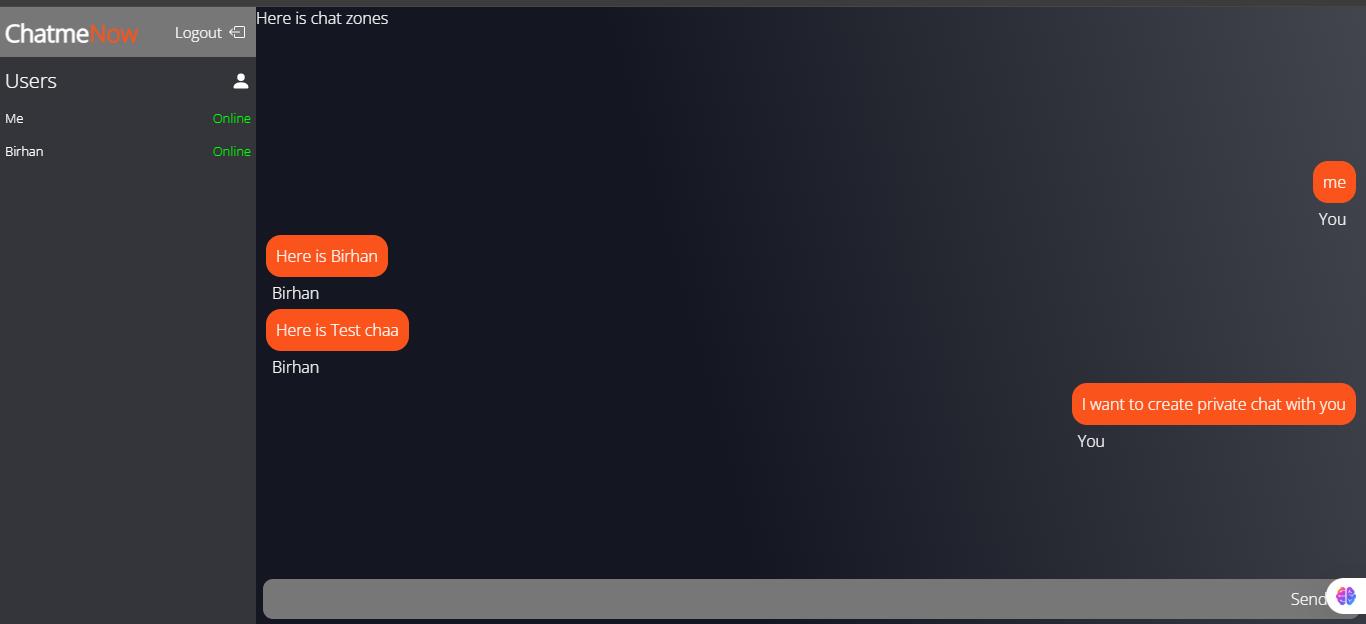 ChatmeNow
Logout
Users
Me Online
Birhan Online
Here is chat zones
me
You
Here is Birhan
Birhan
Here is Test chaa
Birhan
I want to create private chat with you
You
Send